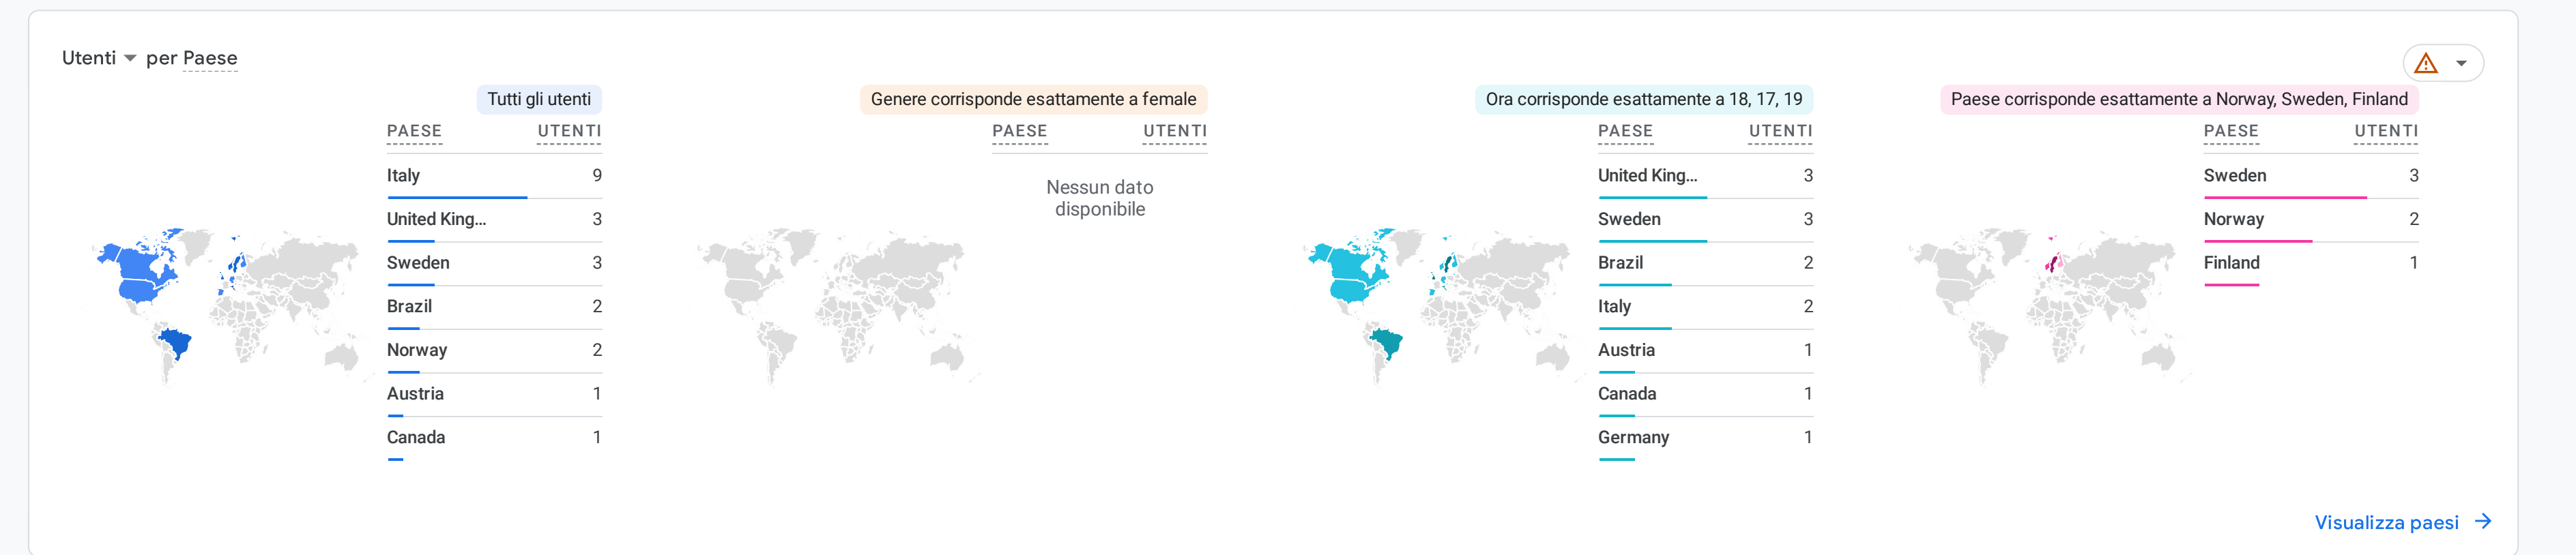 Utenti per Paese
Tutti gli utenti
PAESE UTENTI
Italy 9
United King... 3
Sweden 3
Brazil 2
Norway 2
Austria 1
Canada 1
Genere corrisponde esattamente a female
PAESE UTENTI
Nessun dato
disponibile
Ora corrisponde esattamente a 18, 17, 19
PAESE UTENTI
United King... 3
Sweden 3
Brazil 2
Italy 2
Austria 1
Canada 1
Germany 1
Paese corrisponde esattamente a Norway, Sweden, Finland
PAESE UTENTI
Sweden 3
Norway 2
Finland 1
Visualizza paesi